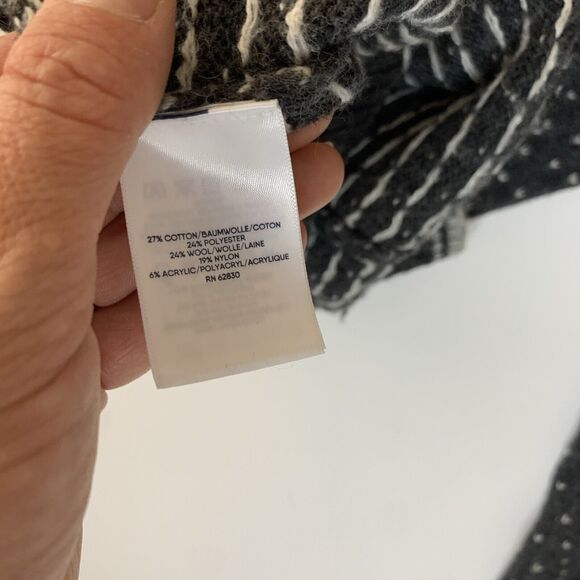 27% COTTON/BAUMWOLLE/COTON
24% POLYESTER
24% WOOL/WOLLE/LAINE
19% NYLON
6% ACRYLIC/POLYACRYL/ACRYLIQUE
RN 62830